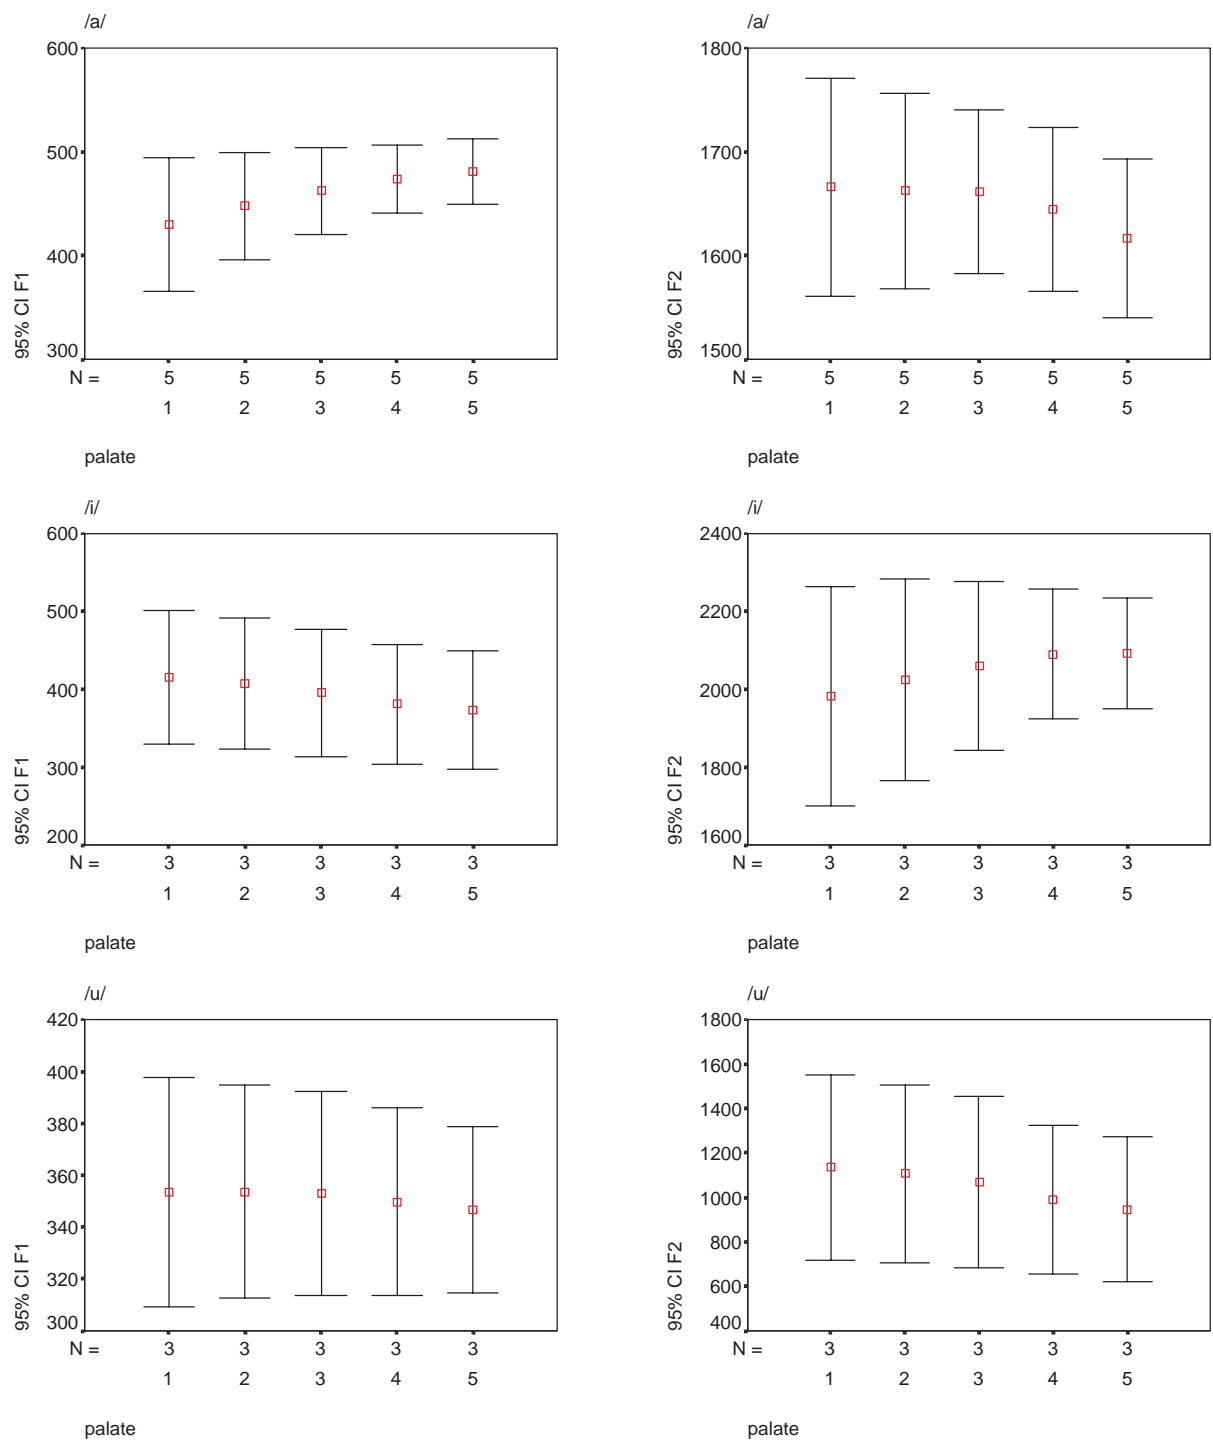 /a/
600
500
400
300
95% CI F1
N = 5 5 5 5 5
1 2 3 4 5
palate
/a/
1800
1700
1600
1500
95% CI F2
5 5 5 5 5
1 2 3 4 5
palate
/i/
600
500
400
300
200
95% CI F1
N = 3 3 3 3 3
1 2 3 4 5
palate
/i/
2400
2200
2000
1800
1600
95% CI F2
N = 3 3 3 3 3
1 2 3 4 5
palate
/u/
420
400
380
360
340
320
300
95% CI F1
N = 3 3 3 3 3
1 2 3 4 5
palate
/u/
1800
1600
1400
1200
1000
800
600
400
95% CI F2
N = 3 3 3 3 3
1 2 3 4 5
palate